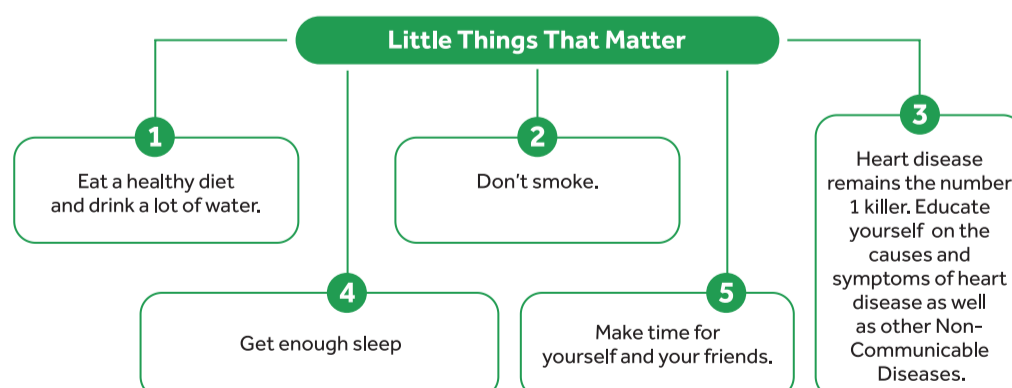 Little Things That Matter
1
Eat a healthy diet
and drink a lot of water.
2
Don't smoke.
3
Heart disease
remains the number
1 killer. Educate
yourself on the
causes and
symptoms of heart
disease as well
as other Non-
Communicable
Diseases.
4
Get enough sleep
5
Make time for
yourself and your friends.